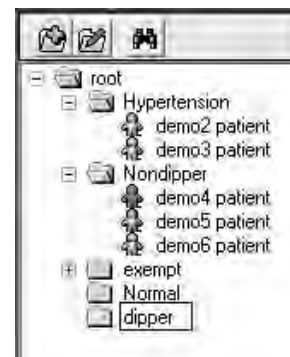 root
Hypertension
demo2 patient
demo3 patient
Nondipper
demo4 patient
demo5 patient
demo6 patient
exempt
Normal
dipper